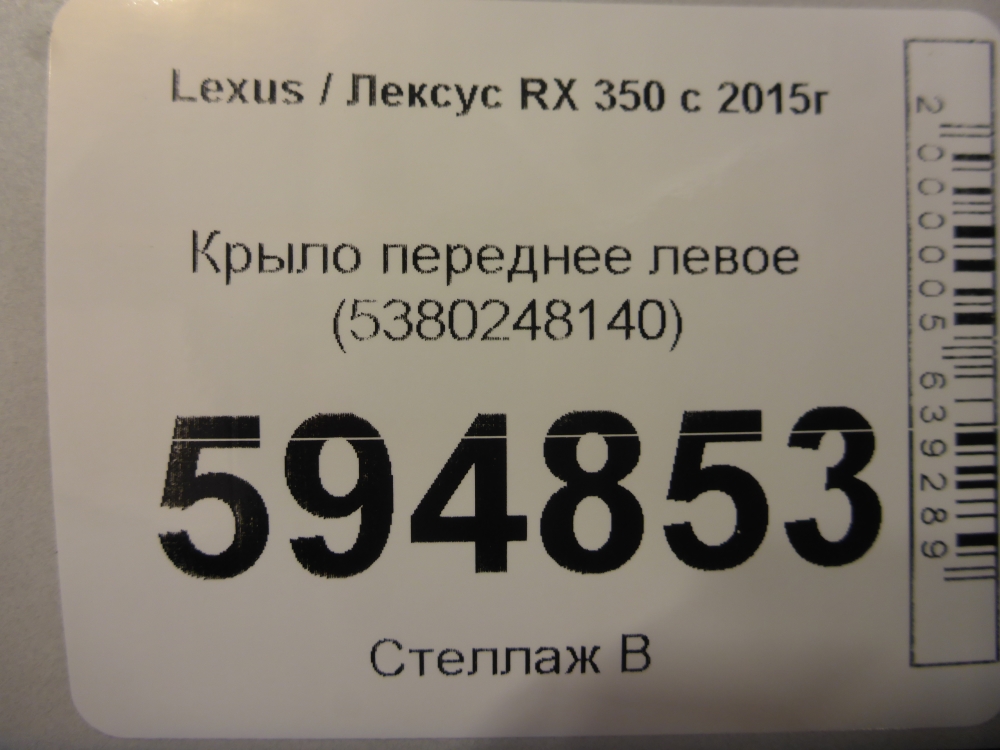 Lexus / Лексус RX 350 с 2015г
Крыло переднее левое
(5380248140)
594853
Стеллаж В
2000005639289